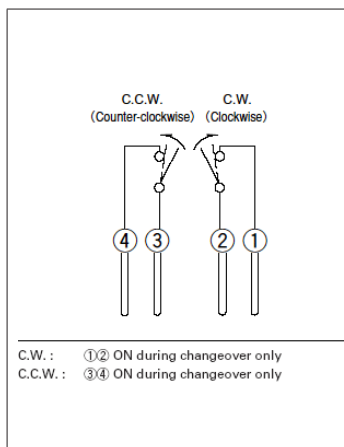 C.C.W. C.W.
(Counter-clockwise) (Clockwise)
④ ③ ② ①
C.W. : ①② ON during changeover only
C.C.W. : ③④ ON during changeover only